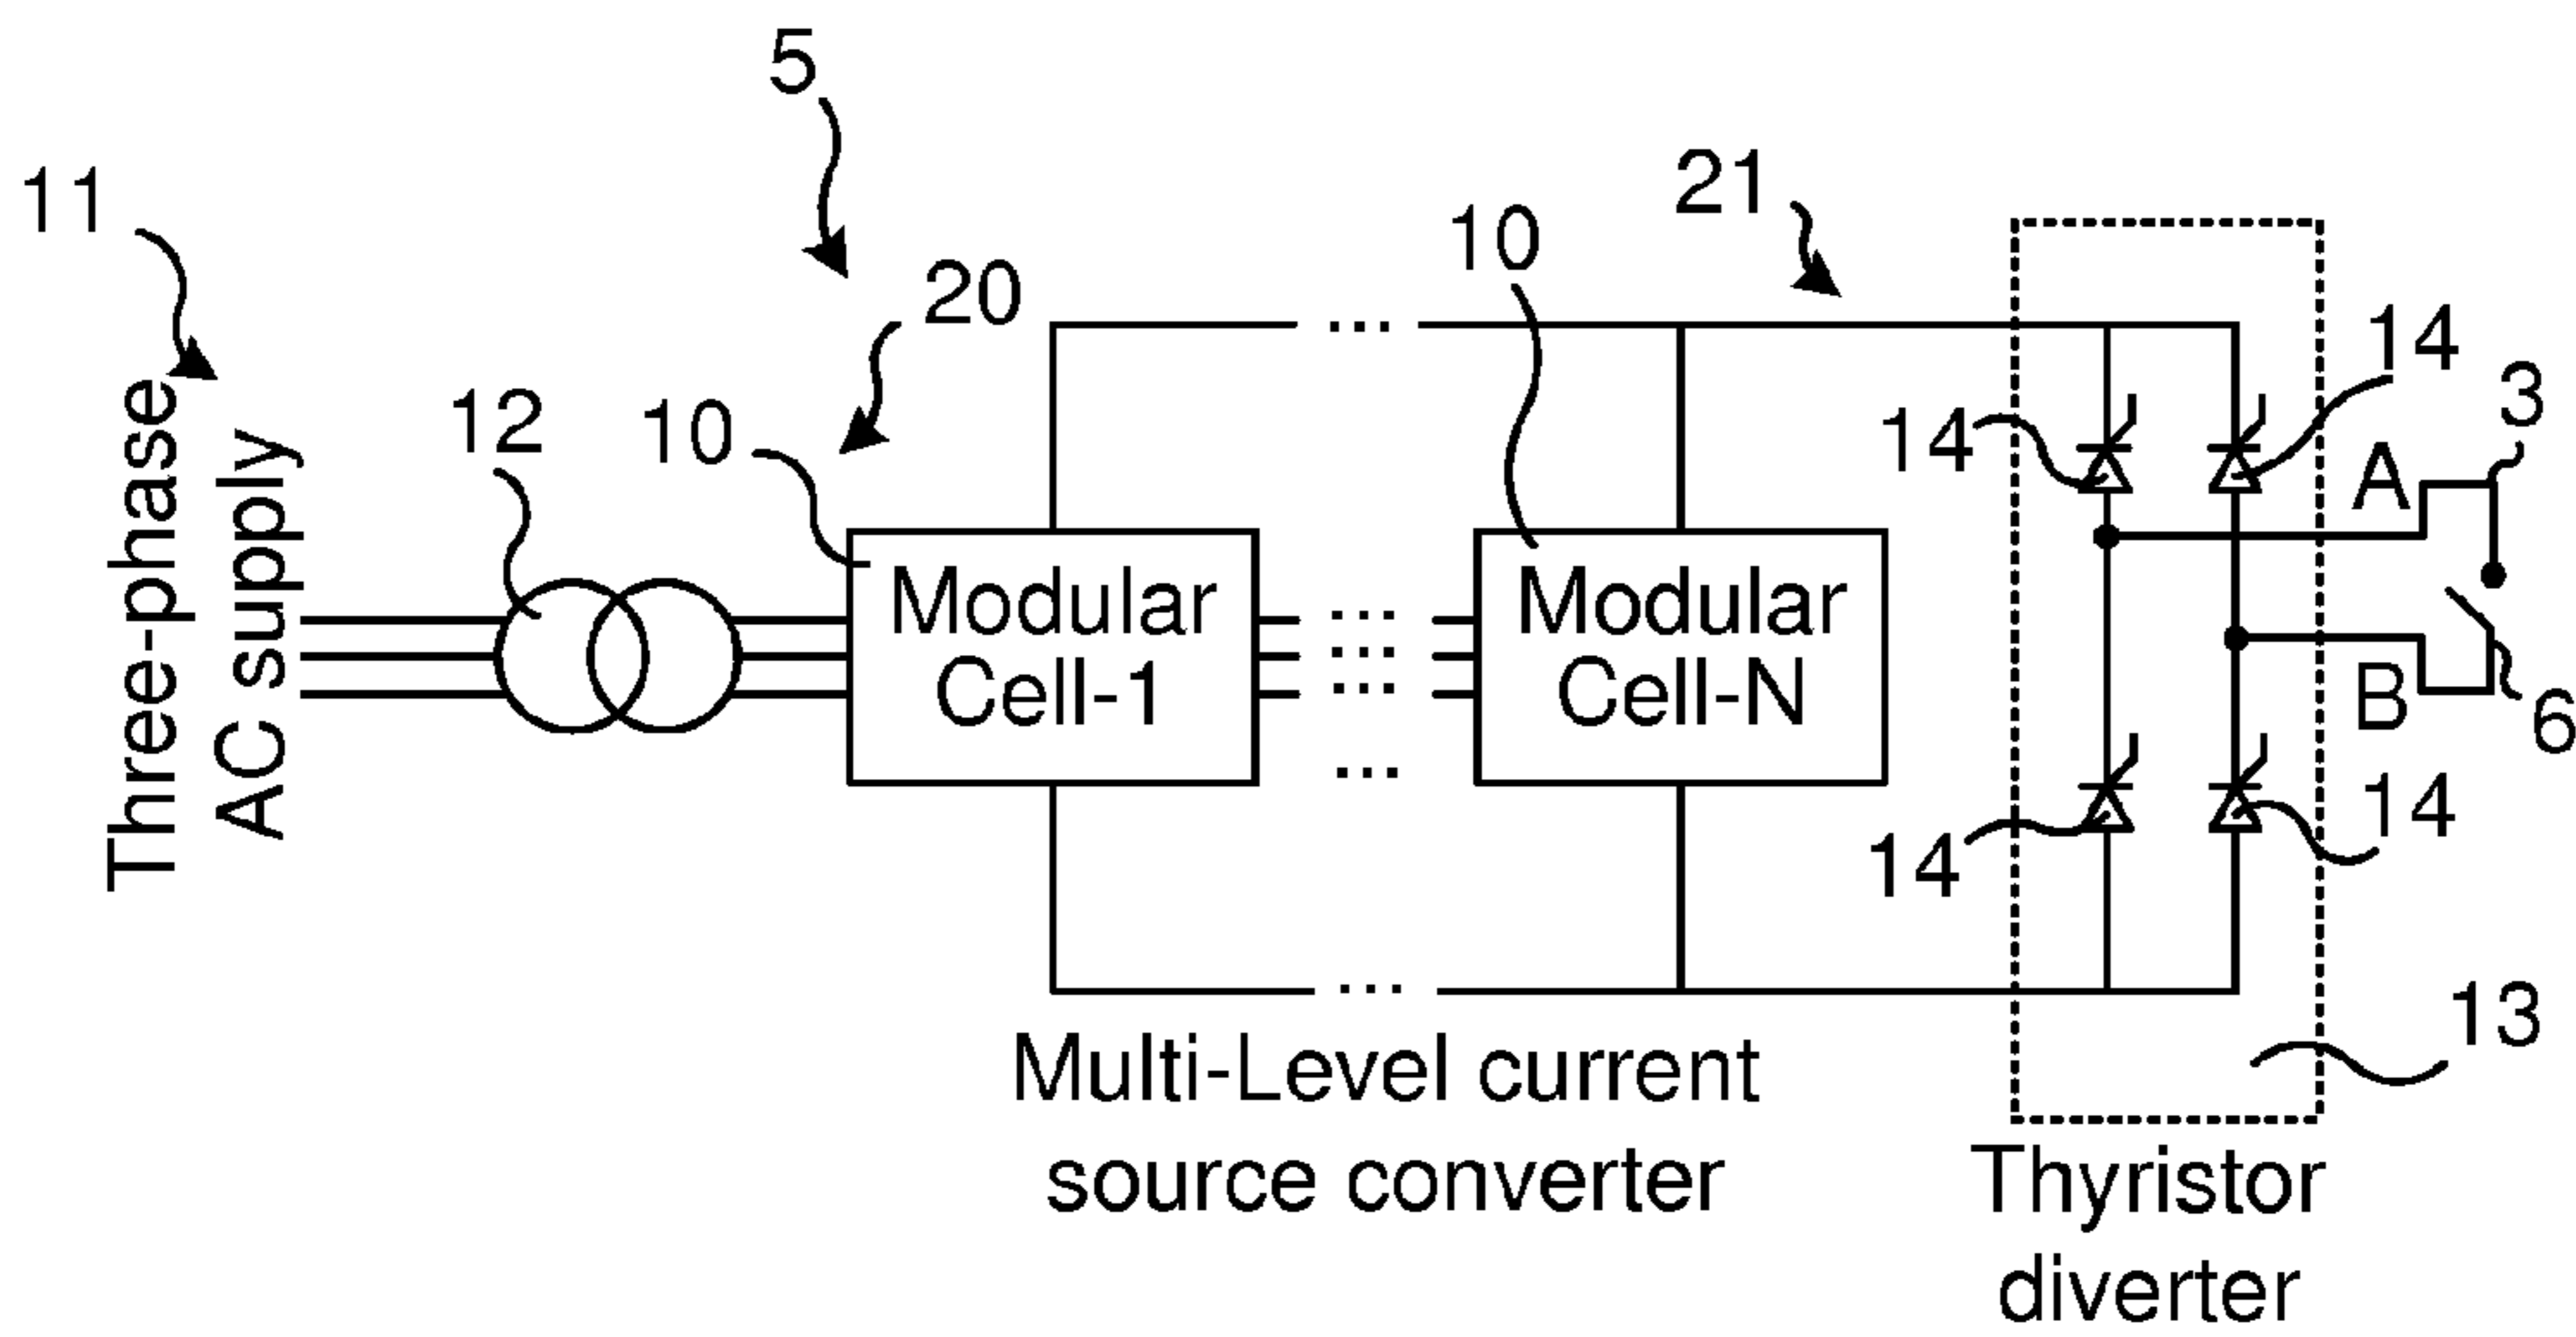 5
11
21
10
20
14
3
12
10
14
A
Three-phase
AC supply
Modular
Cell-1
...
...
...
...
...
...
Modular
Cell-N
B
6
14
14
13
Multi-Level current
source converter
Thyristor
diverter